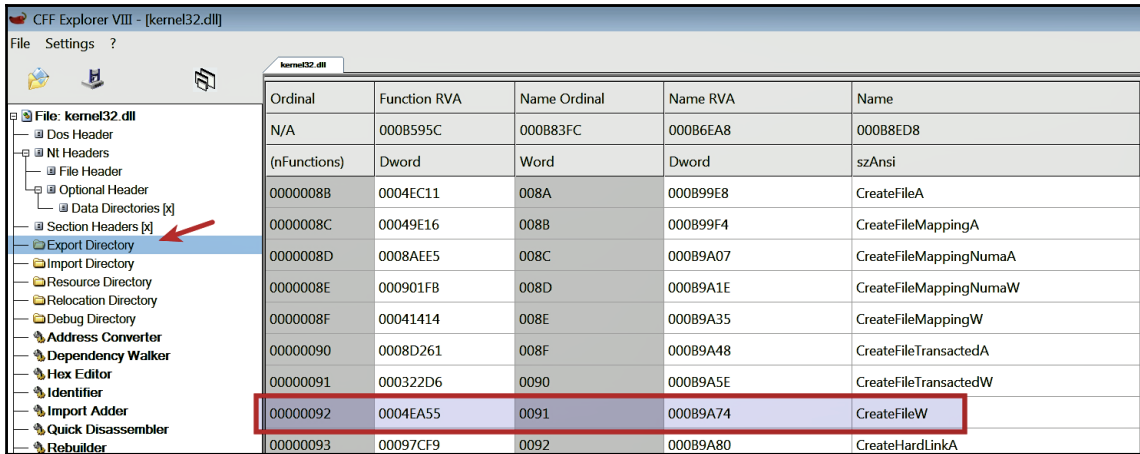 CFF Explorer VIII - [kernel32.dll]
File Settings ?
kernel32.dll
File: kernel32.dll
Dos Header
Nt Headers
File Header
Optional Header
Data Directories [x]
Section Headers [x]
Export Directory
Import Directory
Resource Directory
Relocation Directory
Debug Directory
Address Converter
Dependency Walker
Hex Editor
Identifier
Import Adder
Quick Disassembler
Rebuilder
Ordinal Function RVA Name Ordinal Name RVA Name
N/A 000B595C 000B83FC 000B6EA8 000B8ED8
(nFunctions) Dword Word Dword szAnsi
0000008B 0004EC11 008A 000B99E8 CreateFileA
0000008C 00049E16 008B 000B99F4 CreateFileMappingA
0000008D 0008AEE5 008C 000B9A07 CreateFileMappingNumaA
0000008E 000901FB 008D 000B9A1E CreateFileMappingNumaW
0000008F 00041414 008E 000B9A35 CreateFileMappingW
00000090 0008D261 008F 000B9A48 CreateFileTransactedA
00000091 000322D6 0090 000B9A5E CreateFileTransactedW
00000092 0004EA55 0091 000B9A74 CreateFileW
00000093 00097CF9 0092 000B9A80 CreateHardLinkA